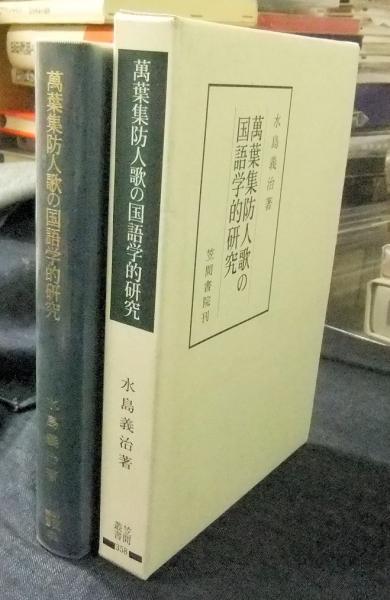 萬葉集防人歌の国語学的研究
水島義治著
萬葉集防人歌の国語学的研究
水島義治著
笠間叢書
358
水島義治著
萬葉集防人歌の
国語学的研究
笠間書院刊